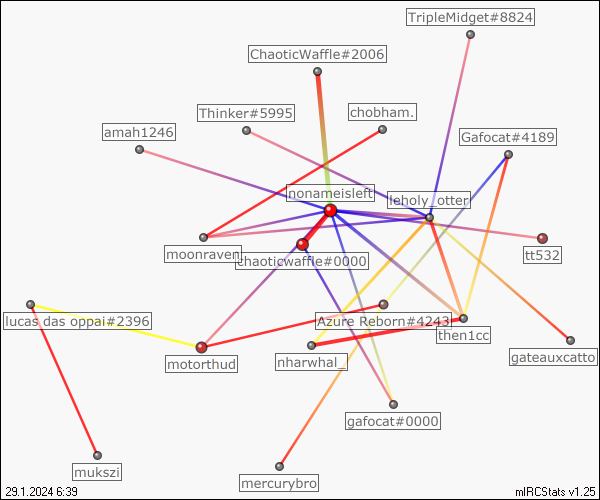 TripleMidget#8824
ChaoticWaffle#2006
Thinker#5995
chobham.
amah1246
Gafocat#4189
nonameisleft
leholy_otter
moonraven
chaoticwaffle#0000
tt532
lucas das oppai#2396
Azure Reborn#4243
then1cc
motorthud
nharwhal_
gateauxcatto
gafocat#0000
mukszi
mercurybro
29.1.2024 6:39
mIRCStats v1.25